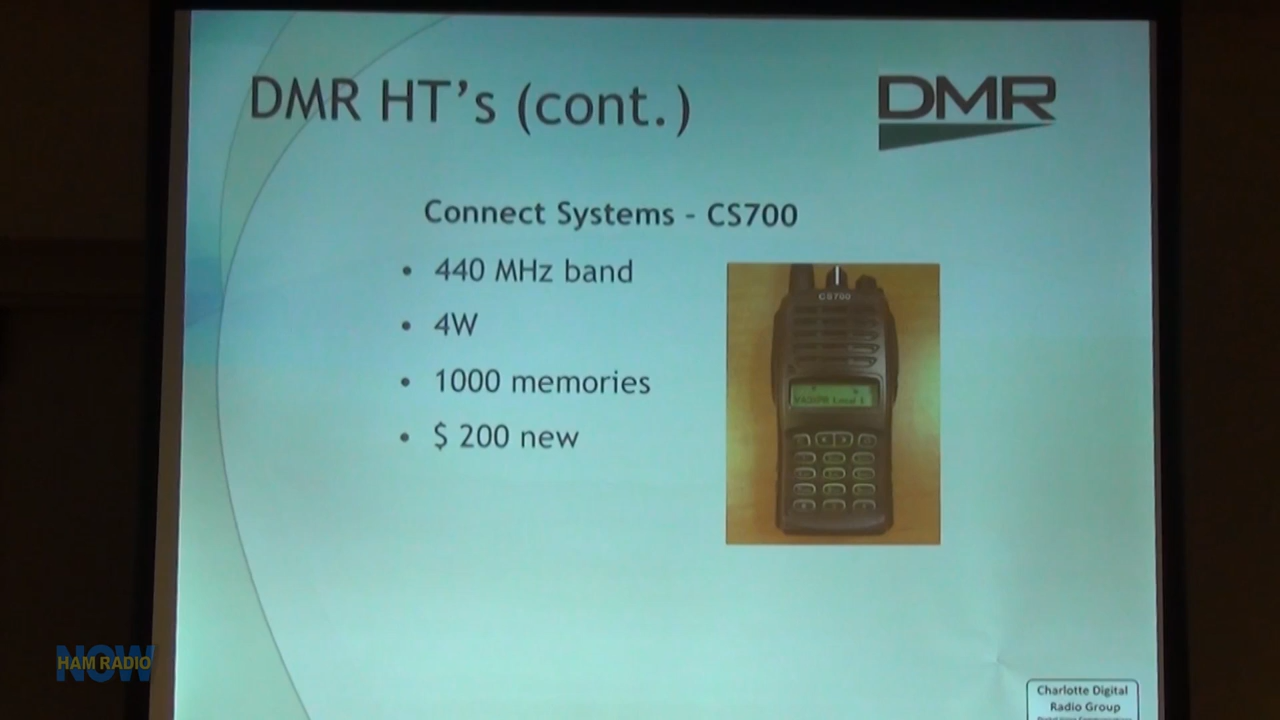 DMR HT's (cont.)
DMR
Connect Systems - CS700
• 440 MHz band
• 4W
• 1000 memories
• $ 200 new
CS700
Charlotte Digital
Radio Group
HAM RADIO
NOW